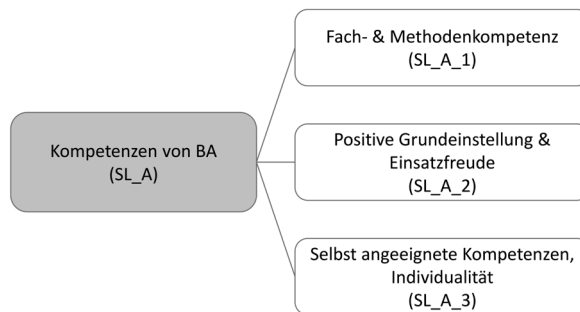 Fach- & Methodenkompetenz
(SL_A_1)
Kompetenzen von BA
(SL_A)
Positive Grundeinstellung &
Einsatzfreude
(SL_A_2)
Selbst angeeignete Kompetenzen,
Individualität
(SL_A_3)